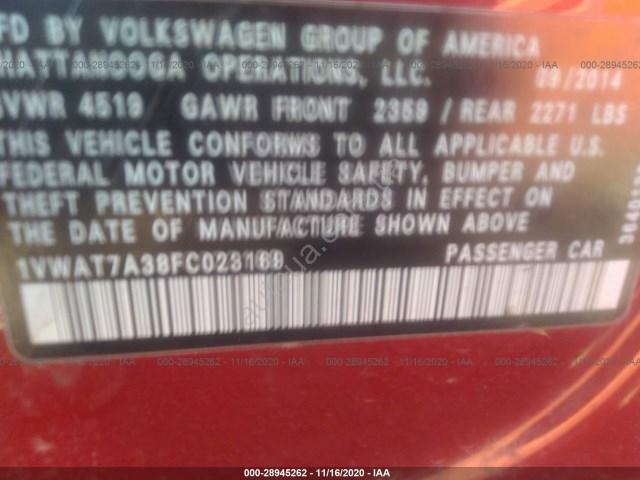 FD BY VOLKSWAGEN GROUP OF AMERICA
HATTANOOGA OPERATIONS, LLC. 08/2014
GVWR 4519 GAWR FRONT 2359 / REAR 2271 LBS
THIS VEHICLE CONFORMS TO ALL APPLICABLE U.S.
FEDERAL MOTOR VEHICLE SAFETY, BUMPER AND
THEFT PREVENTION STANDARDS IN EFFECT ON
THE DATE OF MANUFACTURE SHOWN ABOVE
1VWAT7A38FC023169 PASSENGER CAR
000-28945262 - 11/16/2020 - IAA